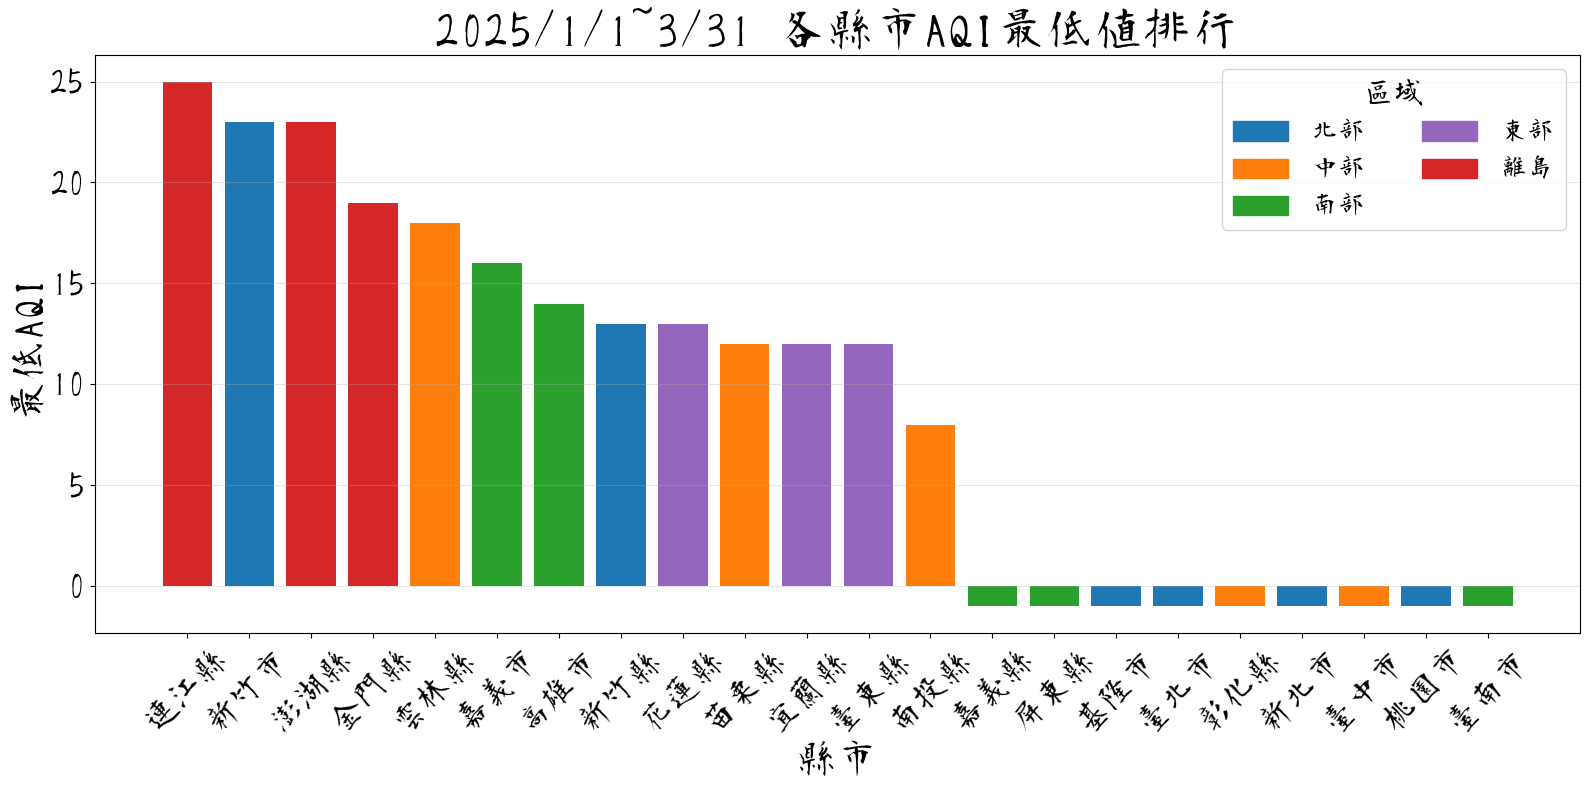 2025/1/1~3/31 各縣市AQI最低值排行
區域
北部
中部
南部
東部
離島
最低AQI
25
20
15
10
5
0
連江縣
新竹市
澎湖縣
金門縣
雲林縣
嘉義市
高雄市
新竹縣
花蓮縣
苗栗縣
宜蘭縣
臺東縣
南投縣
嘉義縣
屏東縣
基隆市
臺北市
彰化縣
新北市
臺中市
桃園市
臺南市
縣市